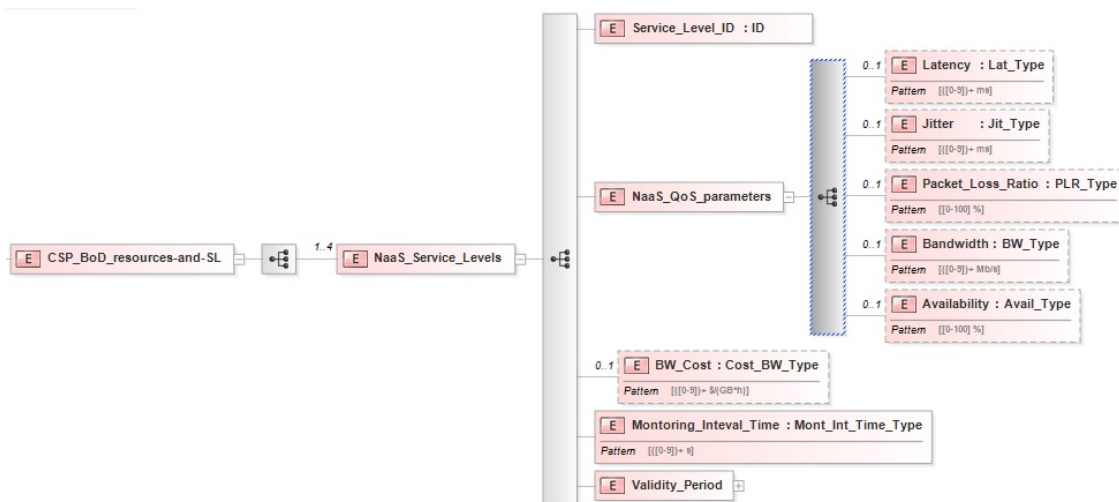 E Service_Level_ID : ID
0..1 E Latency : Lat_Type
Pattern [([0-9])+ ms]
0..1 E Jitter : Jit_Type
Pattern [([0-9])+ ms]
E NaaS_QoS_parameters
0..1 E Packet_Loss_Ratio : PLR_Type
Pattern [[0-100] %]
E CSP_BoD_resources-and-SL
1..4 E NaaS_Service_Levels
0..1 E Bandwidth : BW_Type
Pattern [([0-9])+ Mb/s]
0..1 E Availability : Avail_Type
Pattern [[0-100] %]
0..1 E BW_Cost : Cost_BW_Type
Pattern [([0-9])+ $/(GB*h)]
E Montoring_Inteval_Time : Mont_Int_Time_Type
Pattern [([0-9])+ s]
E Validity_Period